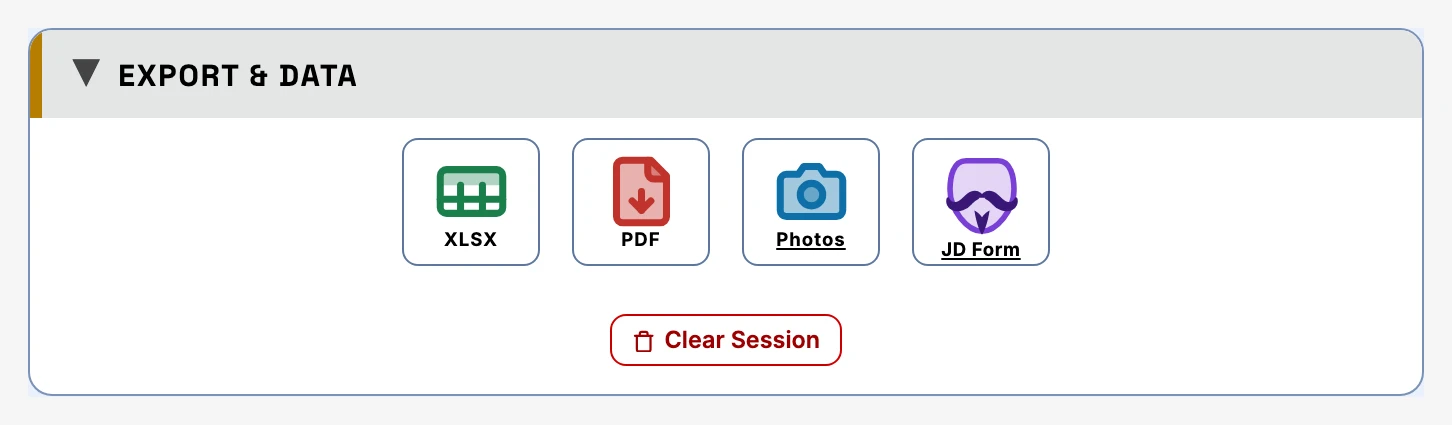 EXPORT & DATA
XLSX
PDF
Photos
JD Form
Clear Session